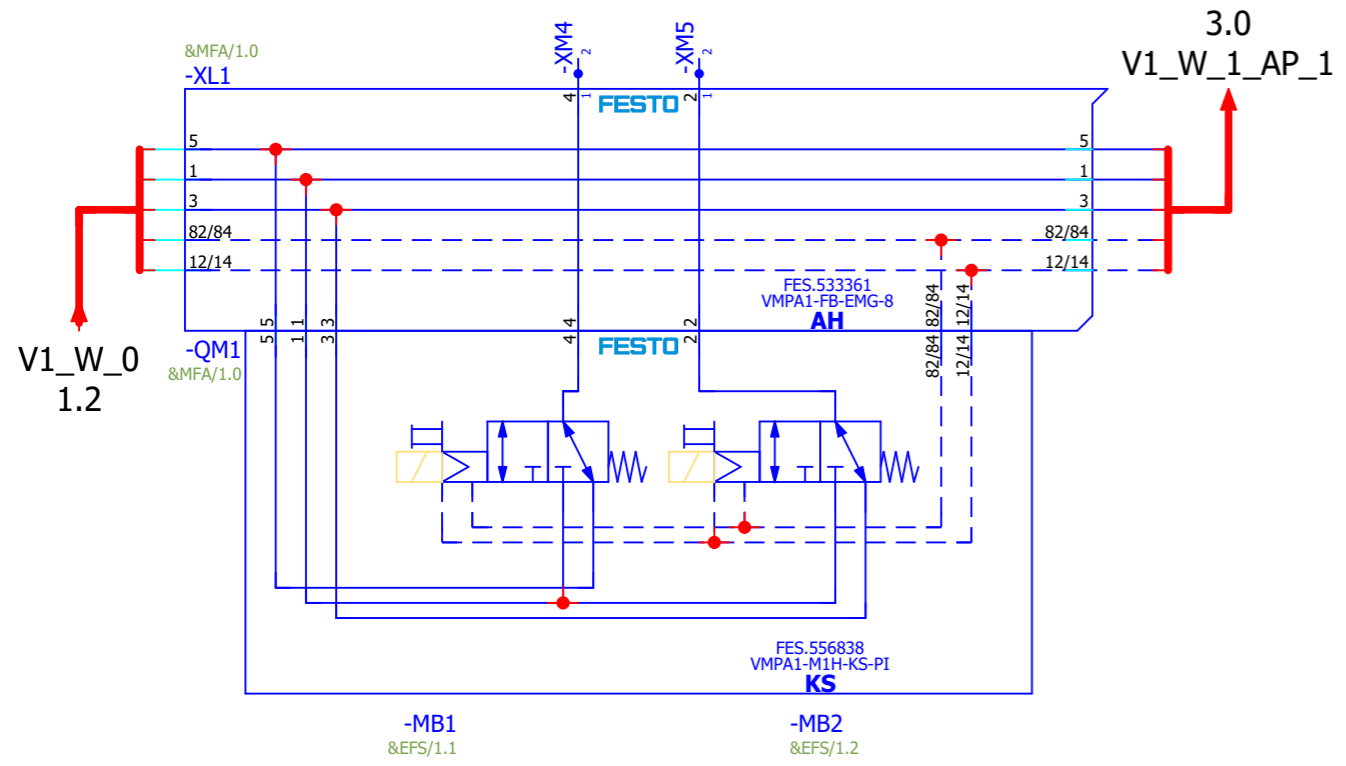 3.0
V1_W_1_AP_1
-XM4
2
-XM5
2
&MFA/1.0
-XL1
4
1
FESTO
2
1
5
5
1
1
3
3
82/84
82/84
12/14
12/14
FES.533361
VMPA1-FB-EMG-8
AH
82/84
12/14
5
1
3
4
2
5
1
3
4
2
82/84
12/14
FESTO
-QM1
&MFA/1.0
V1_W_0
1.2
FES.556838
VMPA1-M1H-KS-PI
KS
-MB1
-MB2
&EFS/1.1
&EFS/1.2